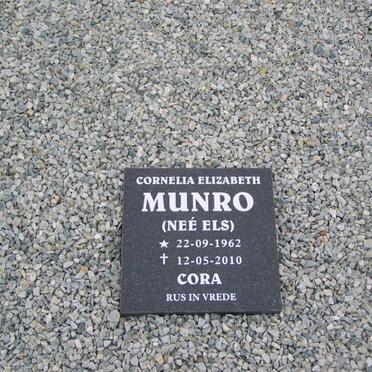 CORNELIA ELIZABETH
MUNRO
(NEÉ ELS)
★ 22-09-1962
✝ 12-05-2010
CORA
RUS IN VREDE